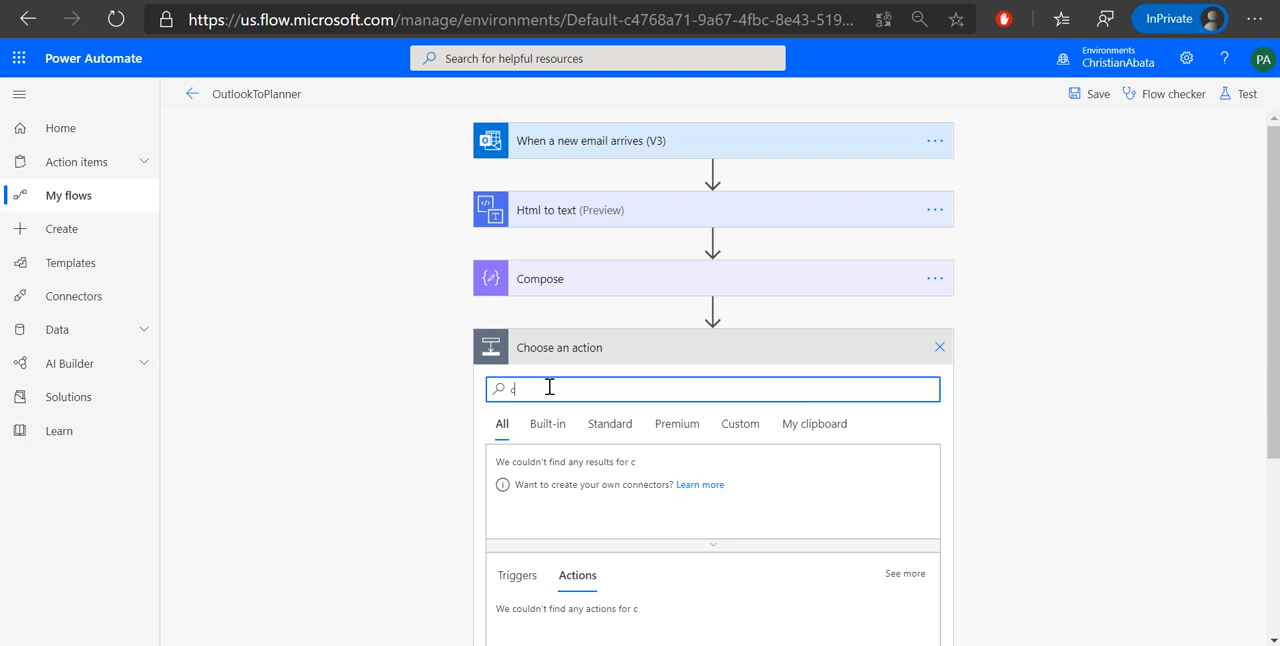 https://us.flow.microsoft.com/manage/environments/Default-c4768a71-9a67-4fbc-8e43-519...
InPrivate
Power Automate
Search for helpful resources
Environments
ChristianAbata
?
PA
OutlookToPlanner
Save
Flow checker
Test
Home
Action items
My flows
Create
Templates
Connectors
Data
AI Builder
Solutions
Learn
When a new email arrives (V3)
Html to text (Preview)
Compose
Choose an action
c
All
Built-in
Standard
Premium
Custom
My clipboard
We couldn't find any results for c
Want to create your own connectors? Learn more
Triggers
Actions
See more
We couldn't find any actions for c